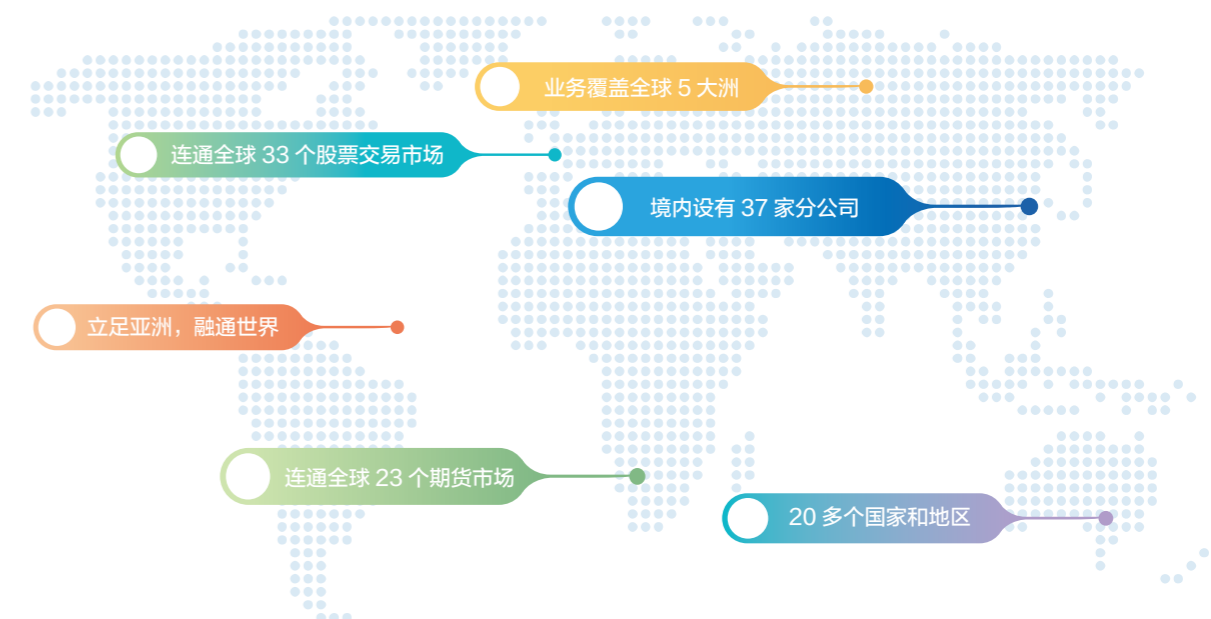 业务覆盖全球 5 大洲
连通全球 33 个股票交易市场
境内设有 37 家分公司
立足亚洲，融通世界
连通全球 23 个期货市场
20 多个国家和地区